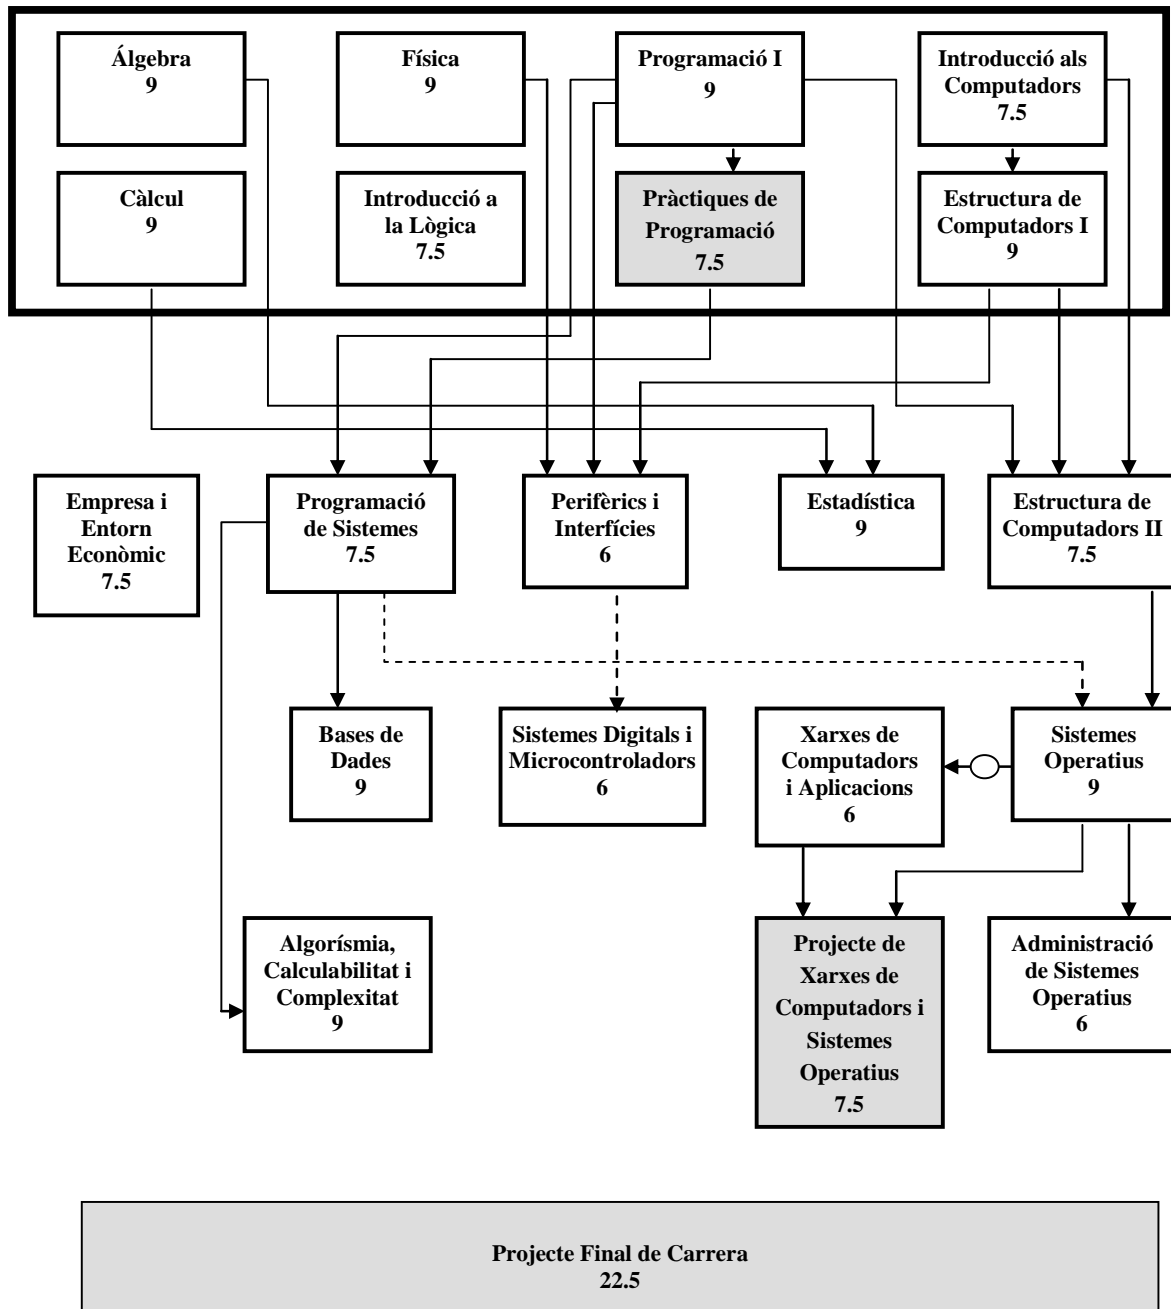 Álgebra
9
Física
9
Programació I
9
Introducció als
Computadors
7.5
Càlcul
9
Introducció a
la Lògica
7.5
Pràctiques de
Programació
7.5
Estructura de
Computadors I
9
Empresa i
Entorn
Econòmic
7.5
Programació
de Sistemes
7.5
Perifèrics i
Interfícies
6
Estadística
9
Estructura de
Computadors II
7.5
Bases de
Dades
9
Sistemes Digitals i
Microcontroladors
6
Xarxes de
Computadors
i Aplicacions
6
Sistemes
Operatius
9
Algorísmia,
Calculabilitat i
Complexitat
9
Projecte de
Xarxes de
Computadors i
Sistemes
Operatius
7.5
Administració
de Sistemes
Operatius
6
Projecte Final de Carrera
22.5